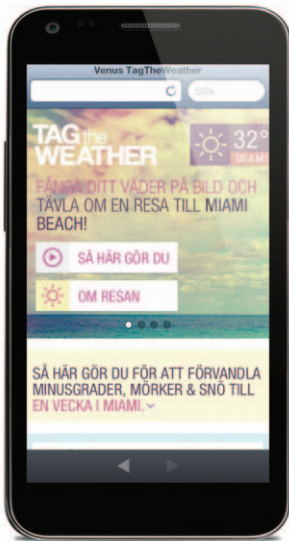 Venus TagTheWeather
Sök
TAG the
WEATHER
32°
MIAMI
FÅNGA DITT VÄDER PÅ BILD OCH
TÄVLA OM EN RESA TILL MIAMI
BEACH!
SÅ HÄR GÖR DU
OM RESAN
SÅ HÄR GÖR DU FÖR ATT FÖRVANDLA
MINUSGRADER, MÖRKER & SNÖ TILL
EN VECKA I MIAMI.